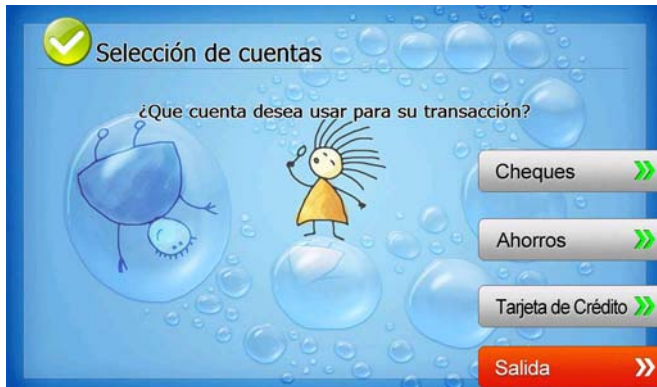 Selección de cuentas
¿Que cuenta desea usar para su transacción?
Cheques
Ahorros
Tarjeta de Crédito
Salida